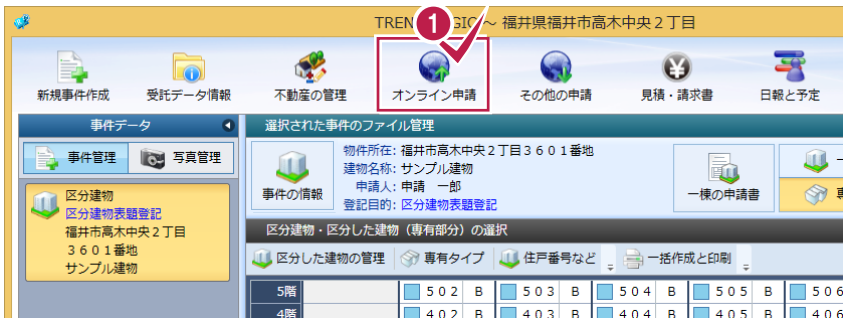 TREN GIC ~ 福井県福井市高木中央2丁目
1
新規事件作成 受託データ情報 不動産の管理 オンライン申請 その他の申請 見積・請求書 日報と予定
事件データ 選択された事件のファイル管理
事件管理 写真管理
区分建物
区分建物表題登記
福井市高木中央2丁目
3601番地
サンプル建物
事件の情報
物件所在: 福井市高木中央2丁目3601番地
建物名称: サンプル建物
申請人: 申請 一郎
登記目的: 区分建物表題登記
一棟の申請書
区分建物・区分した建物(専有部分)の選択
区分した建物の管理 専有タイプ 住戸番号など 一括作成と印刷
5階 502 B 503 B 504 B 505 B 506
4階 402 B 403 B 404 B 405 B 406